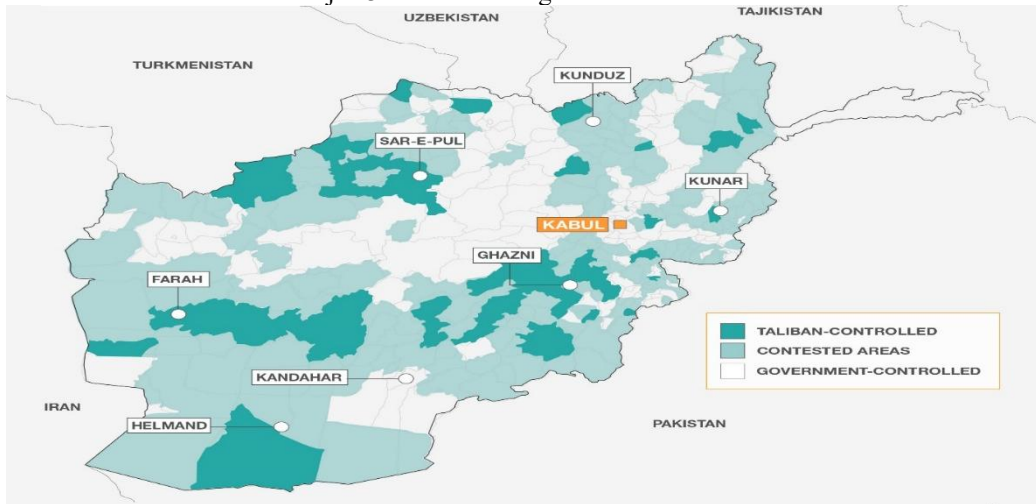 UZBEKISTAN
TAJIKISTAN
TURKMENISTAN
KUNDUZ
SAR-E-PUL
KUNAR
KABUL
GHAZNI
FARAH
TALIBAN-CONTROLLED
CONTESTED AREAS
GOVERNMENT-CONTROLLED
KANDAHAR
IRAN
HELMAND
PAKISTAN